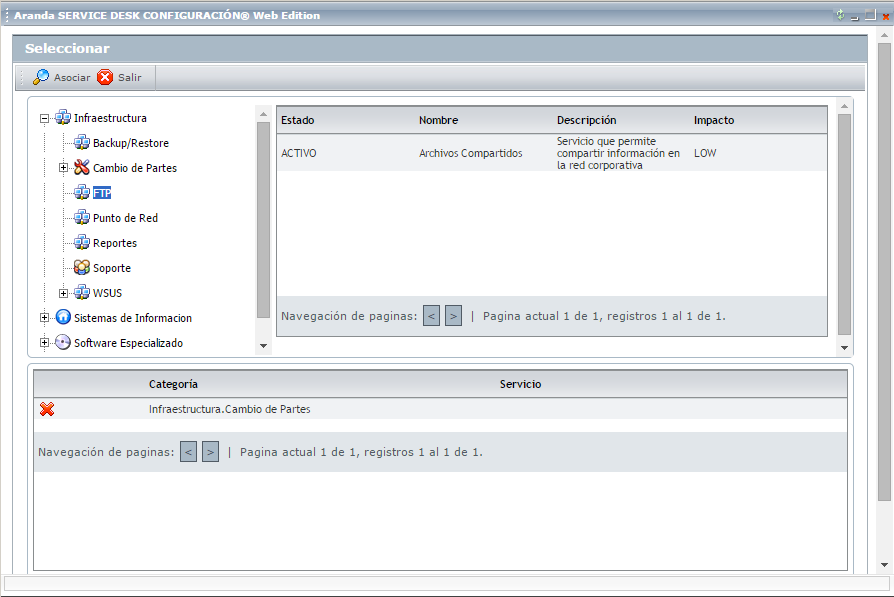 Aranda SERVICE DESK CONFIGURACIÓN® Web Edition
Seleccionar
Asociar Salir
Infraestructura
Backup/Restore
Cambio de Partes
FTP
Punto de Red
Reportes
Soporte
WSUS
Sistemas de Informacion
Software Especializado
Estado Nombre Descripción Impacto
ACTIVO Archivos Compartidos Servicio que permite
compartir información en
la red corporativa LOW
Navegación de paginas: < > | Pagina actual 1 de 1, registros 1 al 1 de 1.
Categoría Servicio
Infraestructura.Cambio de Partes
Navegación de paginas: < > | Pagina actual 1 de 1, registros 1 al 1 de 1.